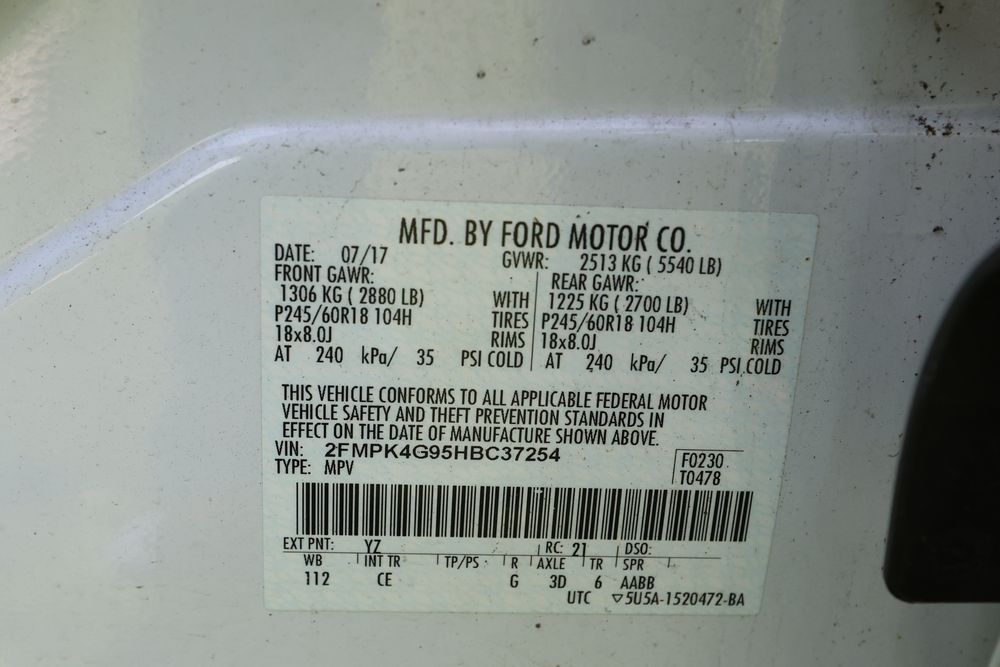 MFD. BY FORD MOTOR CO.
DATE: 07/17 GVWR: 2513 KG ( 5540 LB)
FRONT GAWR: REAR GAWR:
1306 KG ( 2880 LB) WITH 1225 KG ( 2700 LB) WITH
P245/60R18 104H TIRES P245/60R18 104H TIRES
18x8.0J RIMS 18x8.0J RIMS
AT 240 kPa/ 35 PSI COLD AT 240 kPa/ 35 PSI COLD
THIS VEHICLE CONFORMS TO ALL APPLICABLE FEDERAL MOTOR
VEHICLE SAFETY AND THEFT PREVENTION STANDARDS IN
EFFECT ON THE DATE OF MANUFACTURE SHOWN ABOVE.
VIN: 2FMPK4G95HBC37254
TYPE: MPV F0230
T0478
EXT PNT: YZ RC: 21 DSO:
WB INT TR TP/PS R AXLE TR SPR
112 CE G 3D 6 AABB
UTC ▽5U5A-1520472-BA